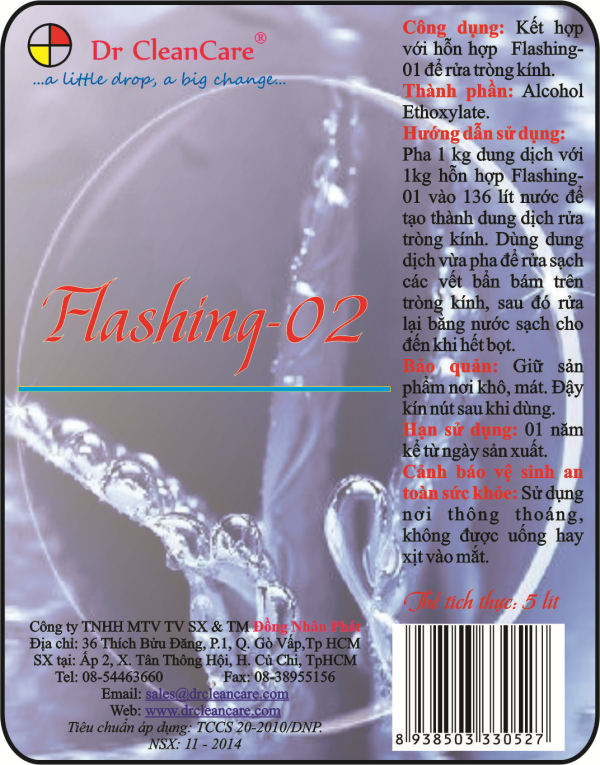 Dr CleanCare®
...a little drop, a big change...
Flashing-02
Công dụng: Kết hợp
với hỗn hợp Flashing-
01 để rửa tròng kính.
Thành phần: Alcohol
Ethoxylate.
Hướng dẫn sử dụng:
Pha 1 kg dung dịch với
1kg hỗn hợp Flashing-
01 vào 136 lít nước để
tạo thành dung dịch rửa
tròng kính. Dùng dung
dịch vừa pha để rửa sạch
các vết bẩn bám trên
tròng kính, sau đó rửa
lại bằng nước sạch cho
đến khi hết bọt.
Bảo quản: Giữ sản
phẩm nơi khô, mát. Đậy
kín nút sau khi dùng.
Hạn sử dụng: 01 năm
kể từ ngày sản xuất.
Cảnh báo vệ sinh an
toàn sức khỏe: Sử dụng
nơi thông thoáng,
không được uống hay
xịt vào mắt.
Thể tích thực: 5 lít
Công ty TNHH MTV TV SX & TM Đồng Nhân Phát
Địa chỉ: 36 Thích Bửu Đăng, P.1, Q. Gò Vấp,Tp HCM
SX tại: Ấp 2, X. Tân Thông Hội, H. Củ Chi, TpHCM
Tel: 08-54463660 Fax: 08-38955156
Email: sales@drcleancare.com
Web: www.drcleancare.com
Tiêu chuẩn áp dụng: TCCS 20-2010/DNP.
NSX: 11 - 2014
8 938503 330527